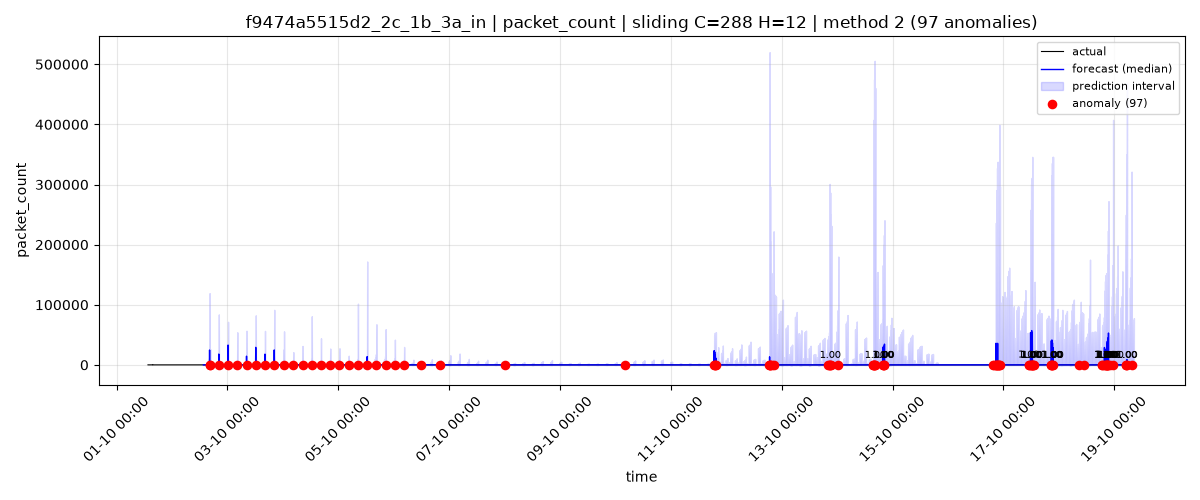 f9474a5515d2_2c_1b_3a_in | packet_count | sliding C=288 H=12 | method 2 (97 anomalies)
actual
forecast (median)
prediction interval
anomaly (97)
packet_count
500000
400000
300000
200000
100000
0
1.00
01-10 00:00
03-10 00:00
05-10 00:00
07-10 00:00
09-10 00:00
11-10 00:00
13-10 00:00
15-10 00:00
17-10 00:00
19-10 00:00
time